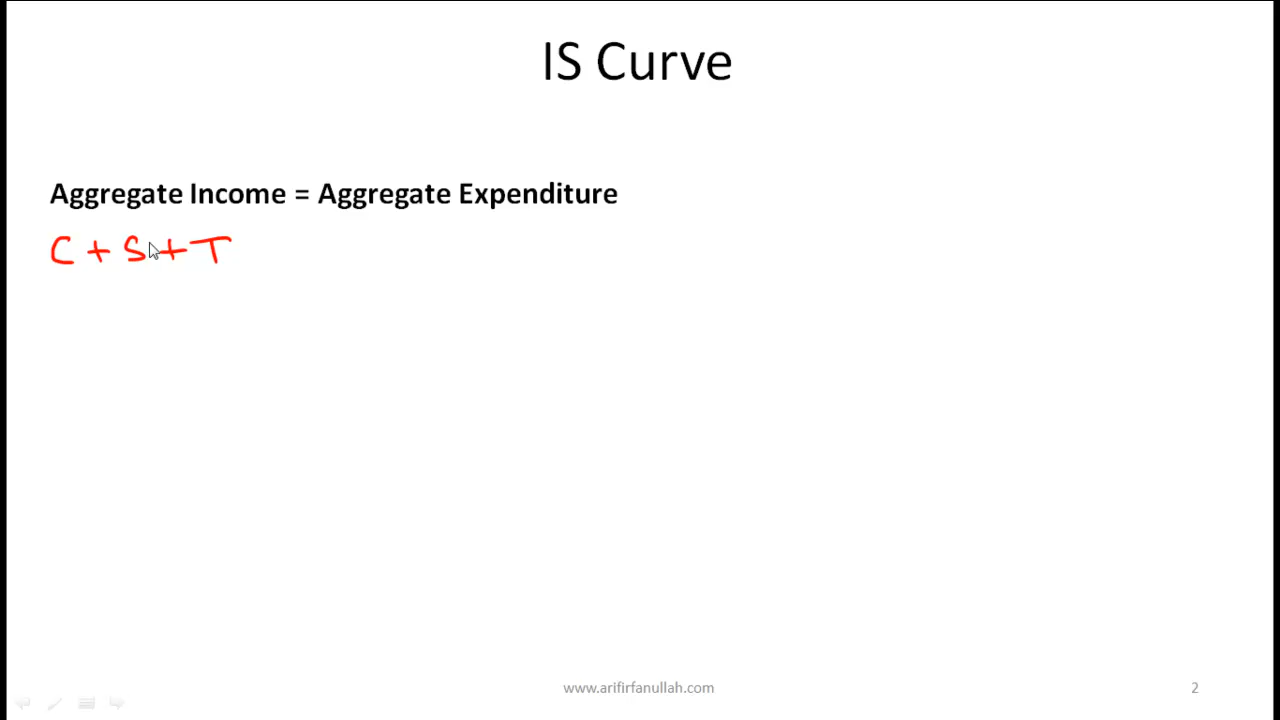 IS Curve
Aggregate Income = Aggregate Expenditure
C + S + T
www.arifirfanullah.com
2